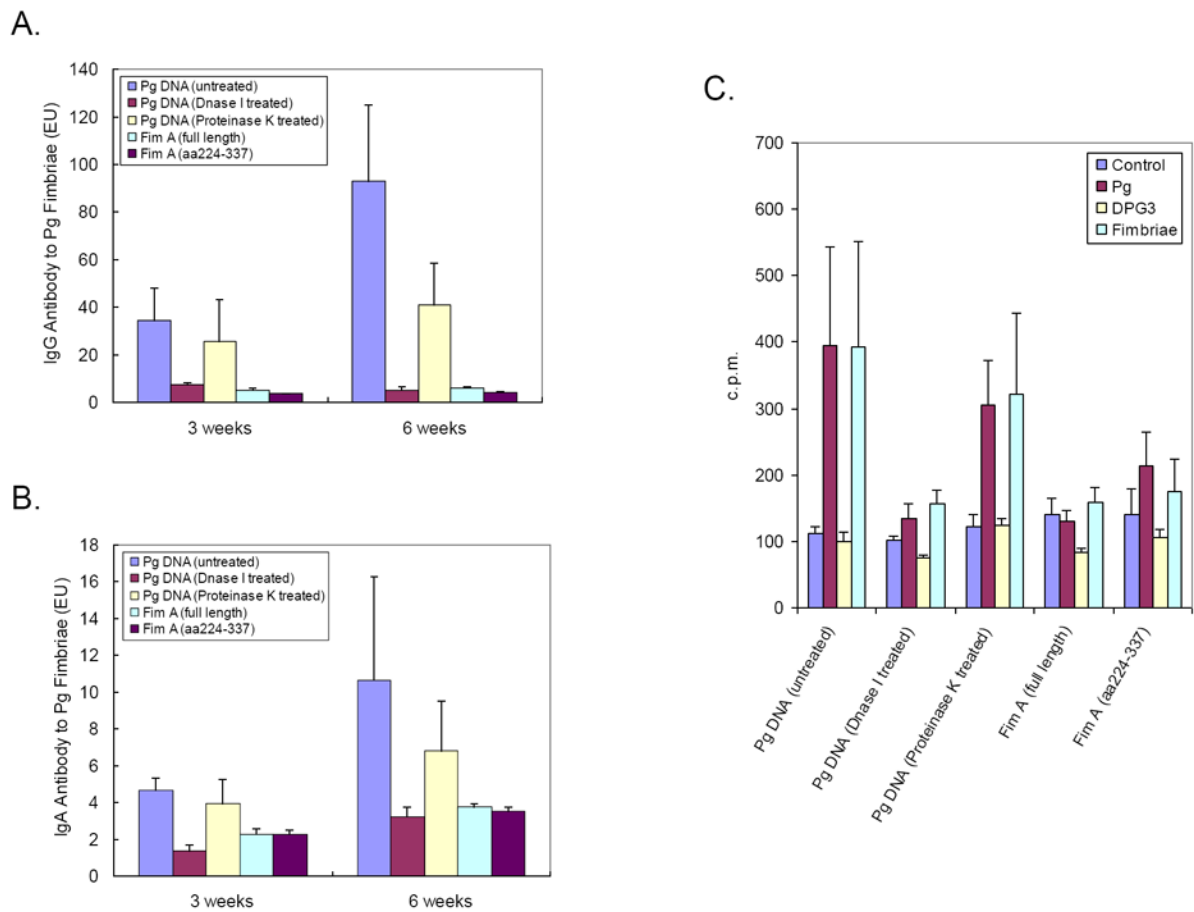 A.
140
120
100
80
60
40
20
0
IgG Antibody to Pg Fimbriae (EU)
Pg DNA (untreated)
Pg DNA (Dnase I treated)
Pg DNA (Proteinase K treated)
Fim A (full length)
Fim A (aa224-337)
3 weeks
6 weeks
B.
18
16
14
12
10
8
6
4
2
0
IgA Antibody to Pg Fimbriae (EU)
Pg DNA (untreated)
Pg DNA (Dnase I treated)
Pg DNA (Proteinase K treated)
Fim A (full length)
Fim A (aa224-337)
3 weeks
6 weeks
C.
700
600
500
400
300
200
100
0
c.p.m.
Control
Pg
DPG3
Fimbriae
Pg DNA (untreated)
Pg DNA (Dnase I treated)
Pg DNA (Proteinase K treated)
Fim A (full length)
Fim A (aa224-337)